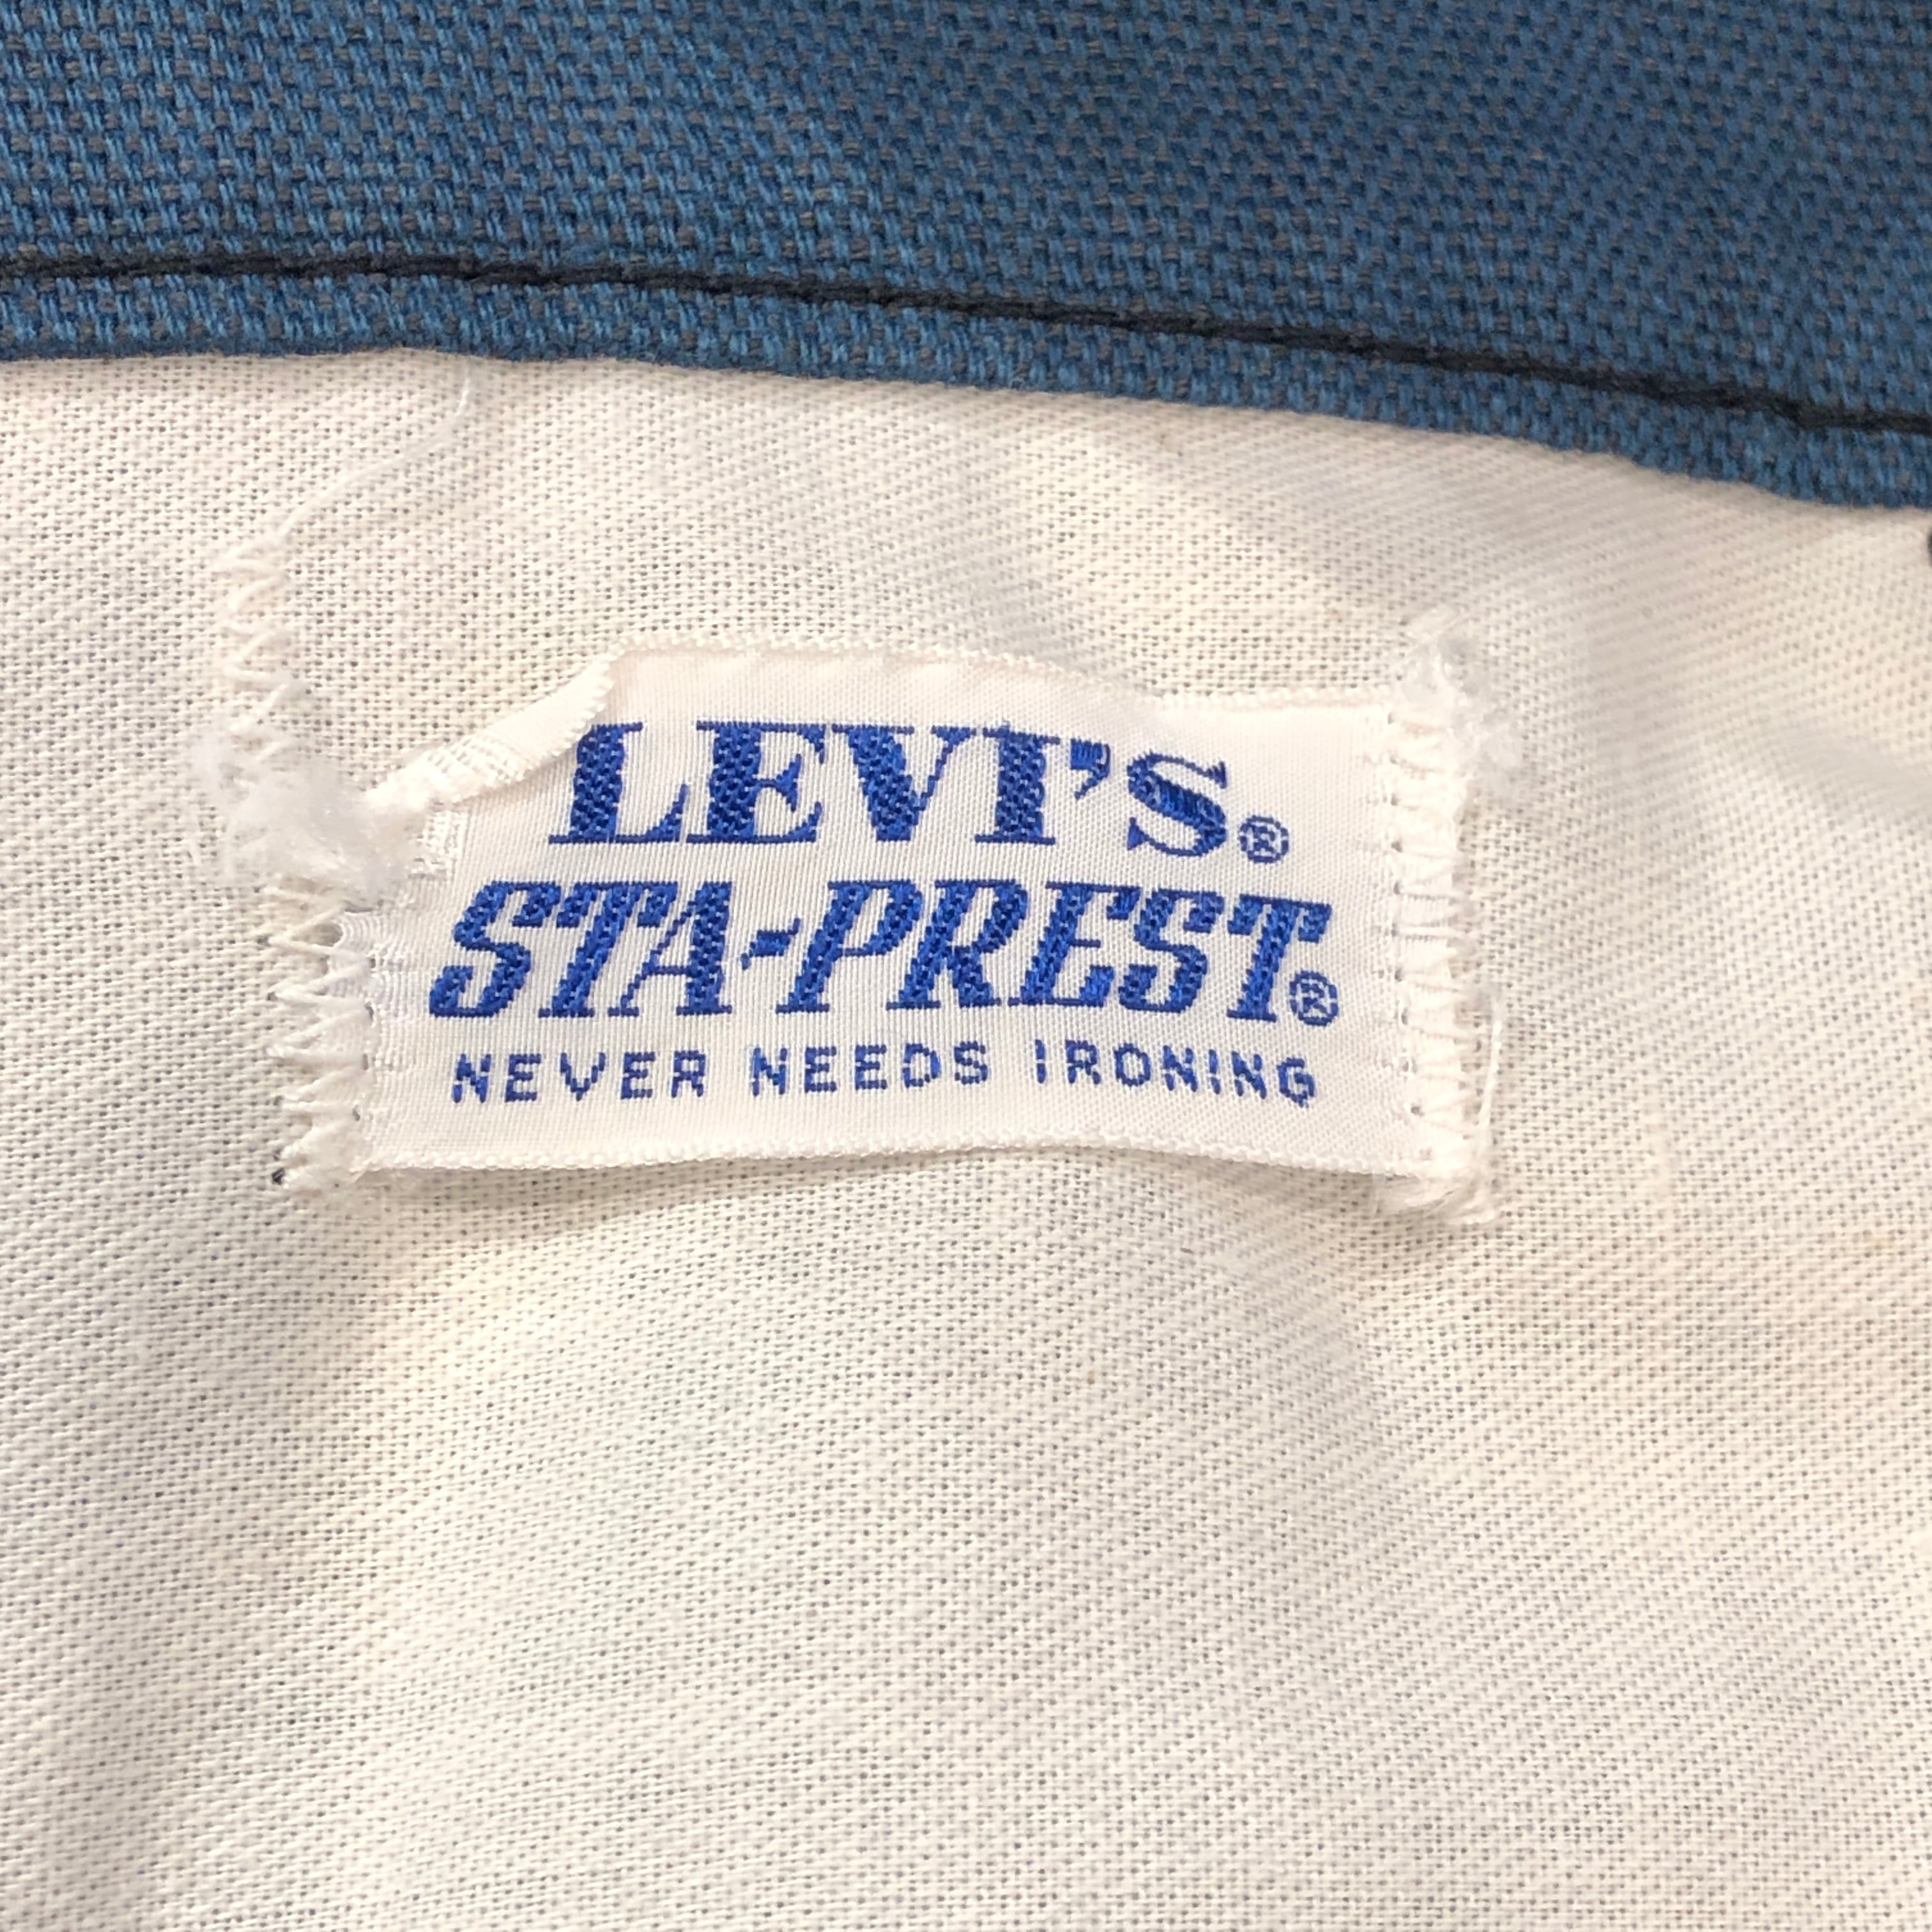 LEVI'S®
STA-PREST®
NEVER NEEDS IRONING